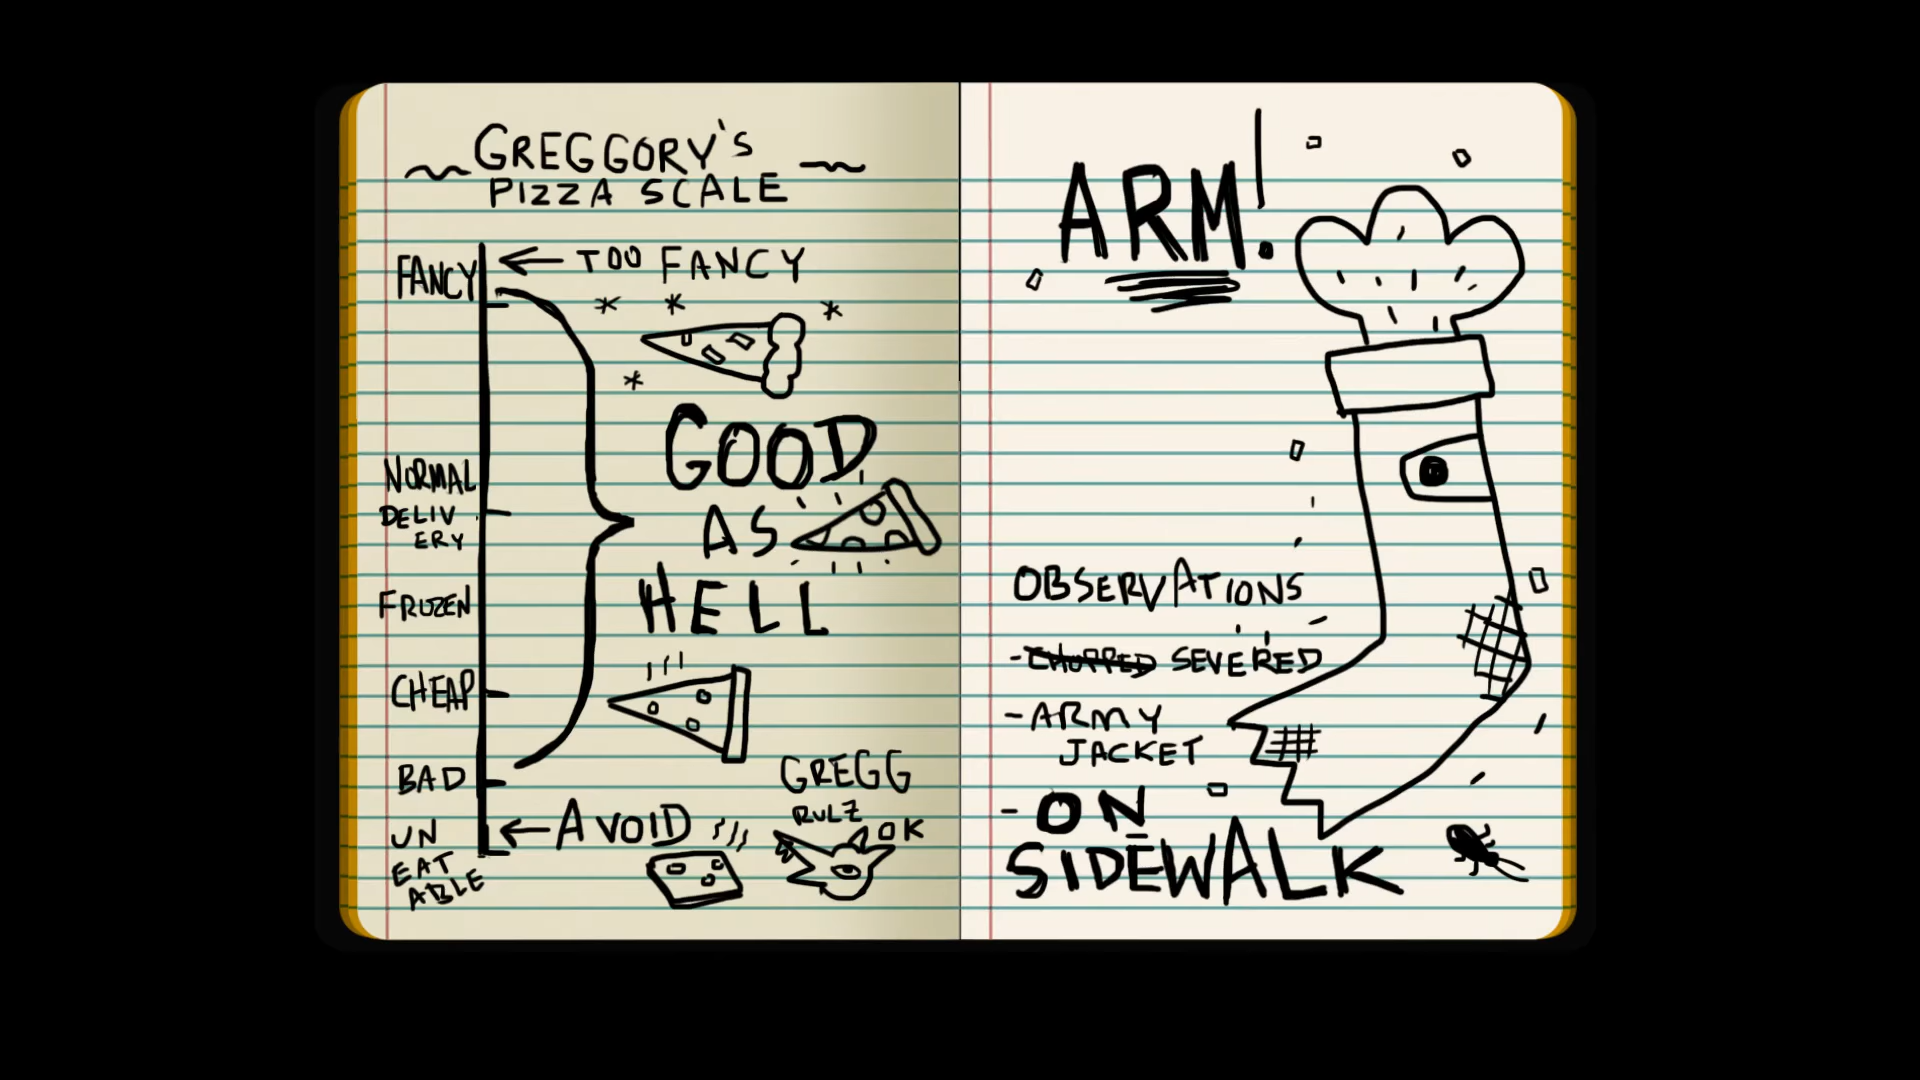 GREGGORY'S
PIZZA SCALE
FANCY
← TOO FANCY
GOOD
AS
HELL
NORMAL
DELIV
ERY
FROZEN
CHEAP
BAD
UN
EAT
ABLE
← AVOID
GREGG
RULZ
OK
ARM!
OBSERVATIONS
- CHOPPED SEVERED
- ARMY
JACKET
- ON
SIDEWALK